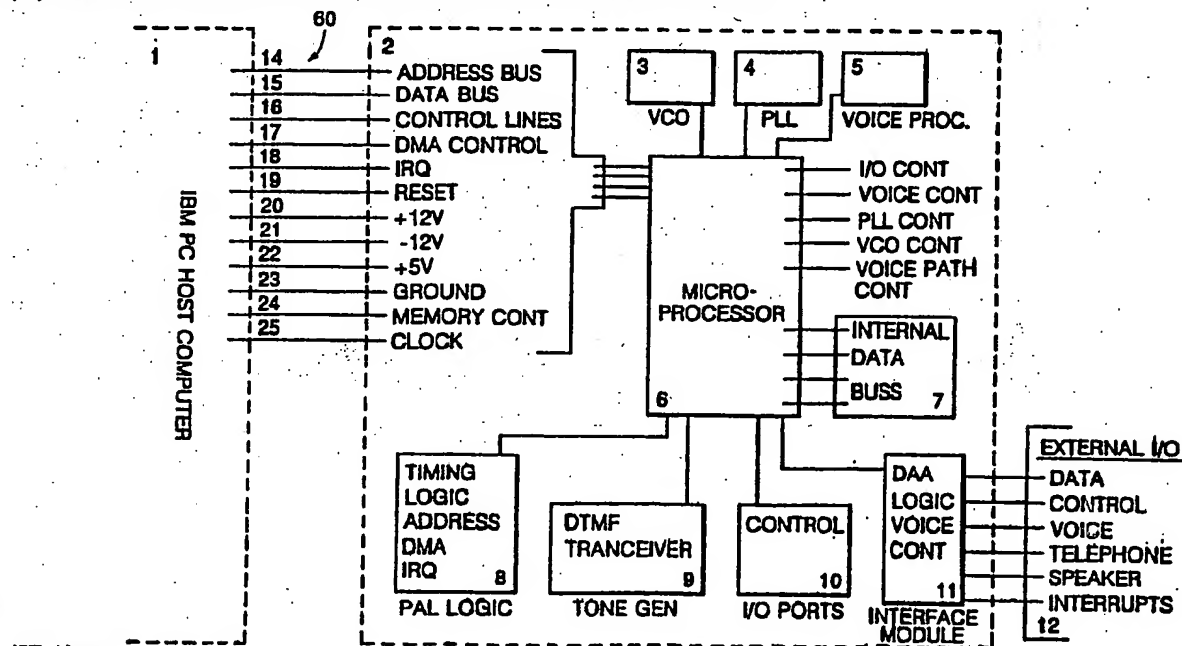 60
1
IBM PC HOST COMPUTER
14
15
16
17
18
19
20
21
22
23
24
25
2
ADDRESS BUS
DATA BUS
CONTROL LINES
DMA CONTROL
IRQ
RESET
+12V
-12V
+5V
GROUND
MEMORY CONT
CLOCK
3
VCO
4
PLL
5
VOICE PROC.
MICRO-
PROCESSOR
6
I/O CONT
VOICE CONT
PLL CONT
VCO CONT
VOICE PATH
CONT
INTERNAL
DATA
BUSS
7
TIMING
LOGIC
ADDRESS
DMA
IRQ
8
PAL LOGIC
DTMF
TRANCEIVER
9
TONE GEN
CONTROL
10
I/O PORTS
DAA
LOGIC
VOICE
CONT
11
INTERFACE
MODULE
EXTERNAL I/O
DATA
CONTROL
VOICE
TELEPHONE
SPEAKER
INTERRUPTS
12